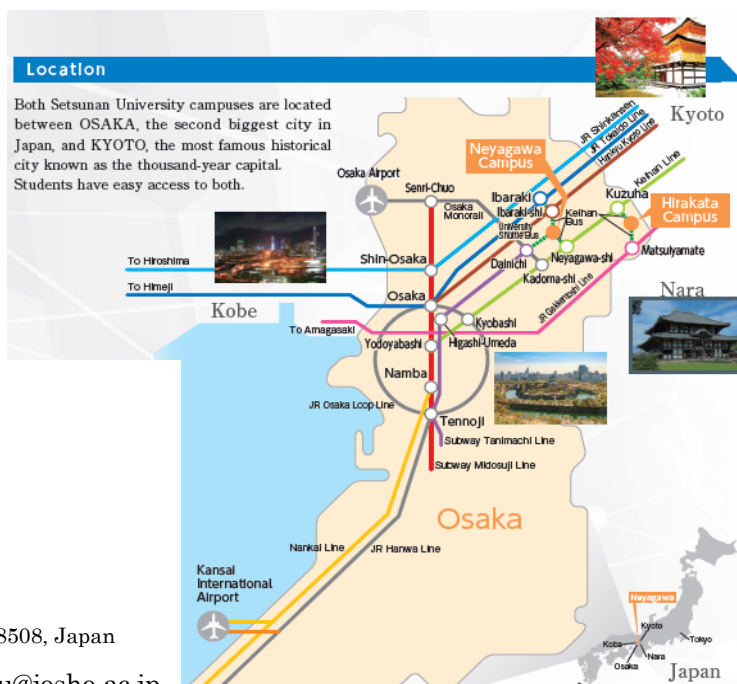 Location
Both Setsunan University campuses are located
between OSAKA, the second biggest city in
Japan, and KYOTO, the most famous historical
city known as the thousand-year capital.
Students have easy access to both.
Kyoto
JR Shinkansen
JR Tokaido Line
Hankyu Kyoto Line
Keihan Line
Neyagawa
Campus
Osaka Airport
Senri-Chuo
Osaka
Monorail
Ibaraki
Ibaraki-shi
Kuzuha
Keihan
Bus
Hirakata
Campus
University
Shuttle Bus
Matsuiyamate
Dainichi
Neyagawa-shi
Kadoma-shi
To Hiroshima
Shin-Osaka
To Himeji
Osaka
JR Gakkentoshi Line
Nara
Kobe
To Amagasaki
Kyobashi
Yodoyabashi
Higashi-Umeda
Namba
JR Osaka Loop Line
Tennoji
Subway Tanimachi Line
Subway Midosuji Line
Osaka
Nankai Line
JR Hanwa Line
Kansai
International
Airport
Neyagawa
Kyoto
Kobe
Tokyo
Nara
Osaka
Japan
8508, Japan
u@josho.ac.jp